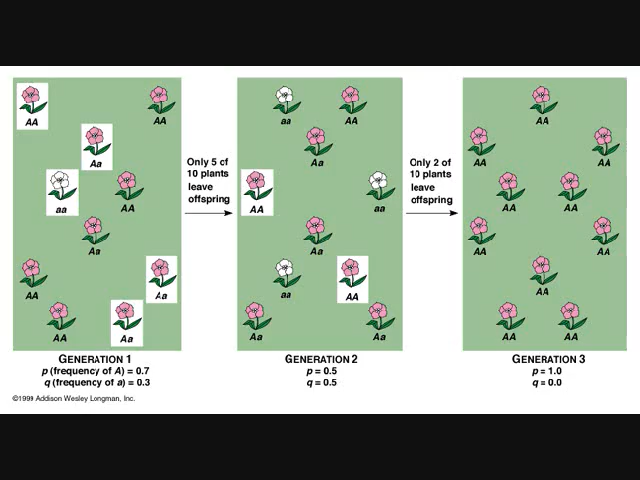 AA
AA
Aa
aa
AA
Aa
AA
Aa
AA
Aa
Only 5 of
10 plants
leave
offspring
aa
AA
Aa
AA
aa
Aa
aa
AA
Aa
Aa
Only 2 of
10 plants
leave
offspring
AA
AA
AA
AA
AA
AA
AA
AA
AA
AA
GENERATION 1
p (frequency of A) = 0.7
q (frequency of a) = 0.3
GENERATION 2
p = 0.5
q = 0.5
GENERATION 3
p = 1.0
q = 0.0
©1999 Addison Wesley Longman, Inc.